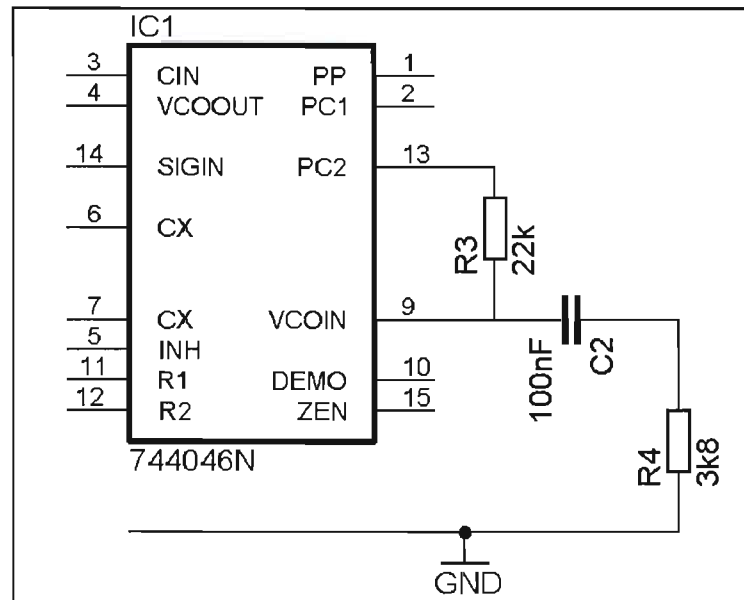 IC1
3 CIN PP 1
4 VCOOUT PC1 2
14 SIGIN PC2 13
6 CX
R3 22k
7 CX VCOIN 9
5 INH
100nF C2
11 R1 DEMO 10
12 R2 ZEN 15
R4 3k8
744046N
GND